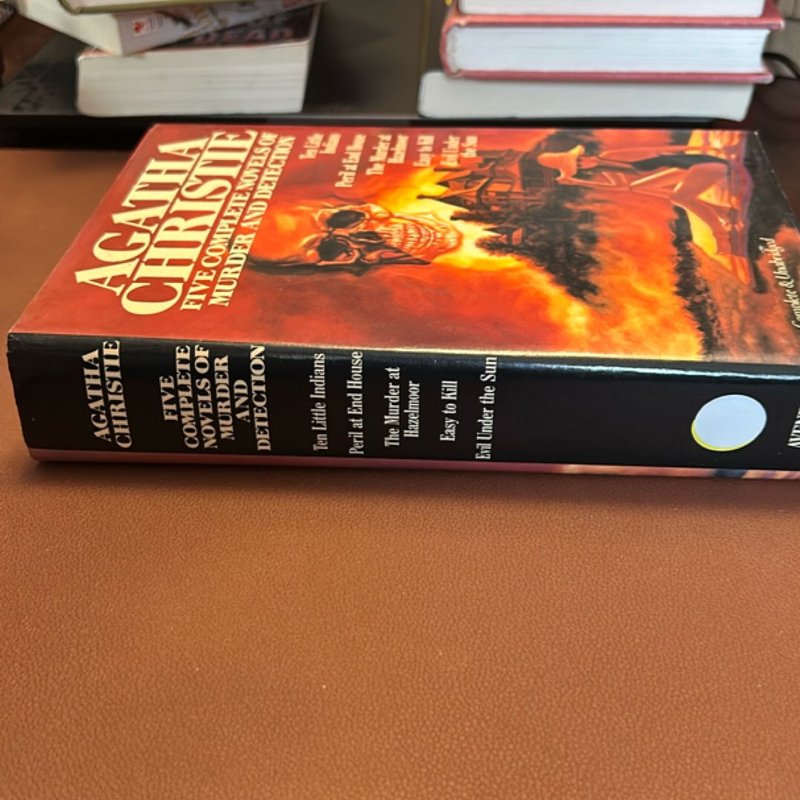 DEAD
AGATHA
CHRISTIE
FIVE COMPLETE NOVELS OF
MURDER AND DETECTION
Ten Little
Indians
Peril at End House
The Murder at
Hazelmoor
Easy to Kill
Evil Under
the Sun
Complete & Unabridged
AGATHA
CHRISTIE
FIVE
COMPLETE
NOVELS OF
MURDER
AND
DETECTION
Ten Little Indians
Peril at End House
The Murder at
Hazelmoor
Easy to Kill
Evil Under the Sun